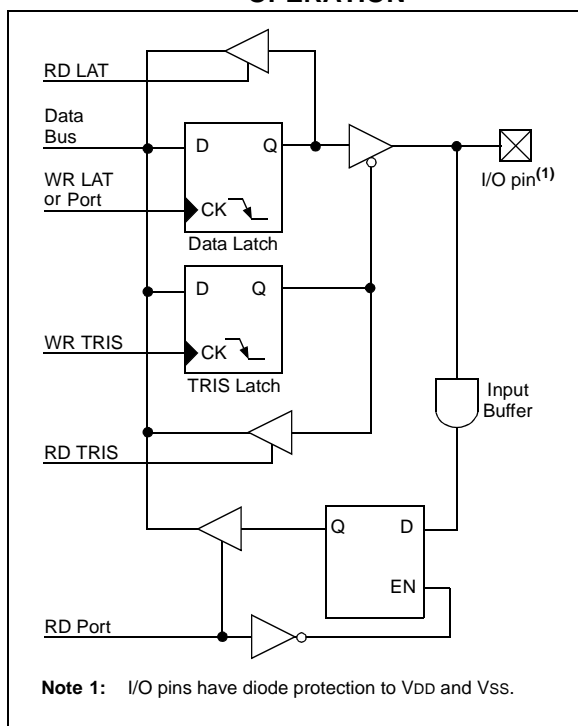 OPERATION
RD LAT
Data
Bus
D Q
WR LAT
or Port
CK
Data Latch
I/O pin(1)
D Q
WR TRIS
CK
TRIS Latch
Input
Buffer
RD TRIS
Q D
EN
RD Port
Note 1: I/O pins have diode protection to VDD and VSS.